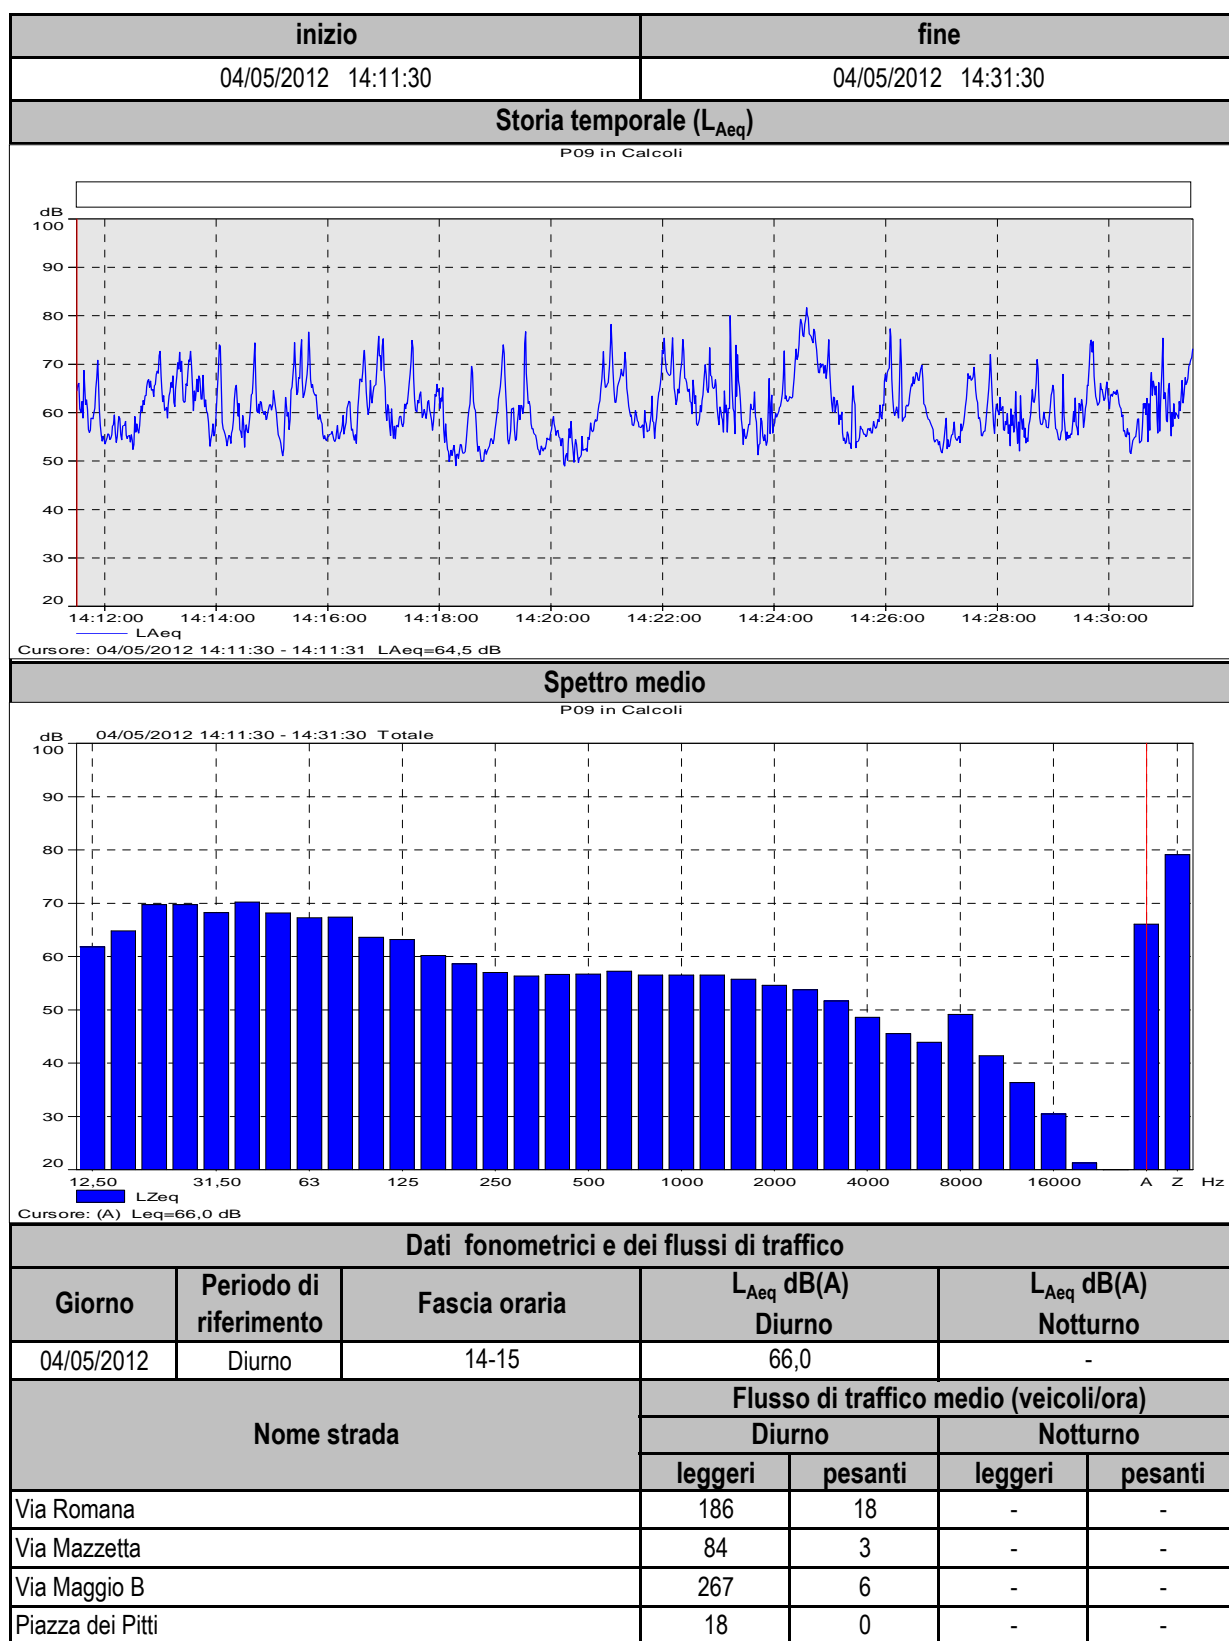 inizio fine
04/05/2012 14:11:30 04/05/2012 14:31:30
Storia temporale (LAeq)
P09 in Calcoli
dB
100
90
80
70
60
50
40
30
20
14:12:00 14:14:00 14:16:00 14:18:00 14:20:00 14:22:00 14:24:00 14:26:00 14:28:00 14:30:00
LAeq
Cursore: 04/05/2012 14:11:30 - 14:11:31 LAeq=64,5 dB
Spettro medio
P09 in Calcoli
dB 04/05/2012 14:11:30 - 14:31:30 Totale
100
90
80
70
60
50
40
30
20
12,50 31,50 63 125 250 500 1000 2000 4000 8000 16000 A Z Hz
LZeq
Cursore: (A) Leq=66,0 dB
Dati fonometrici e dei flussi di traffico
Giorno Periodo di riferimento Fascia oraria LAeq dB(A) Diurno LAeq dB(A) Notturno
04/05/2012 Diurno 14-15 66,0 -
Nome strada Flusso di traffico medio (veicoli/ora)
Diurno Notturno
leggeri pesanti leggeri pesanti
Via Romana 186 18 - -
Via Mazzetta 84 3 - -
Via Maggio B 267 6 - -
Piazza dei Pitti 18 0 - -